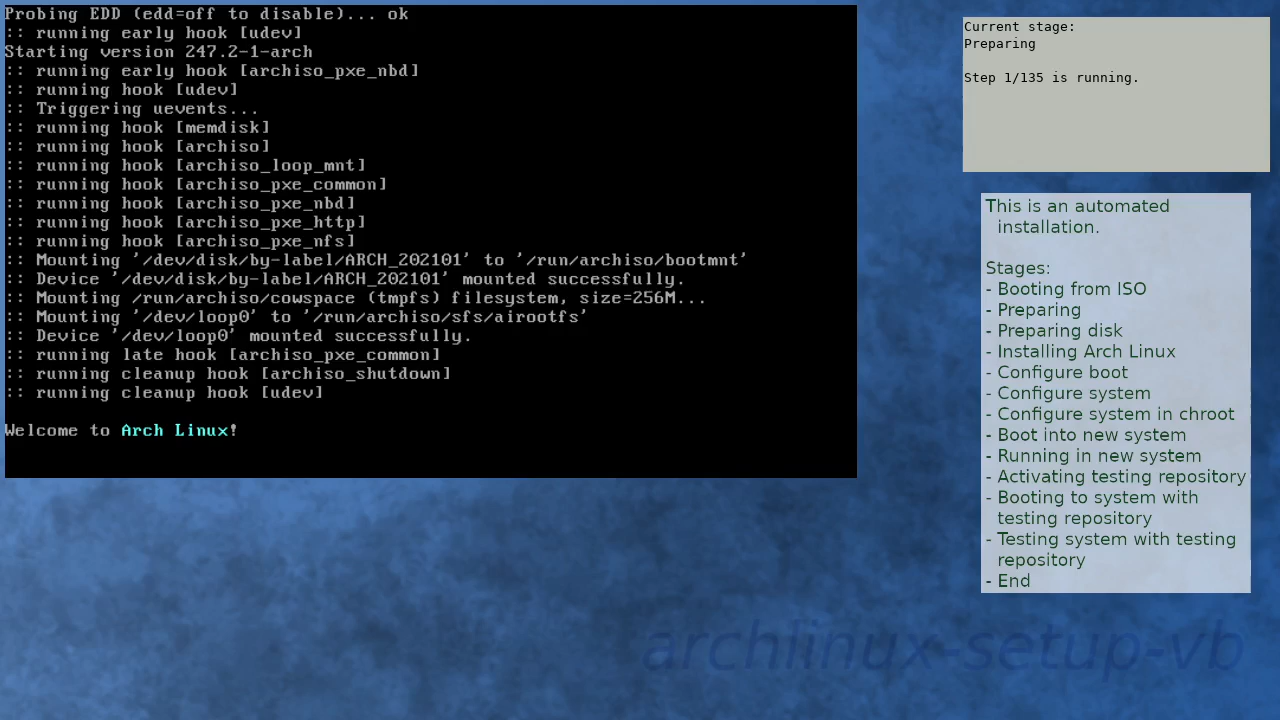 Probing EDD (edd=off to disable)... ok
:: running early hook [udev]
Starting version 247.2-1-arch
:: running early hook [archiso_pxe_nbd]
:: running hook [udev]
:: Triggering uevents...
:: running hook [memdisk]
:: running hook [archiso]
:: running hook [archiso_loop_mnt]
:: running hook [archiso_pxe_common]
:: running hook [archiso_pxe_nbd]
:: running hook [archiso_pxe_http]
:: running hook [archiso_pxe_nfs]
:: Mounting '/dev/disk/by-label/ARCH_202101' to '/run/archiso/bootmnt'
:: Device '/dev/disk/by-label/ARCH_202101' mounted successfully.
:: Mounting /run/archiso/cowspace (tmpfs) filesystem, size=256M...
:: Mounting '/dev/loop0' to '/run/archiso/sfs/airootfs'
:: Device '/dev/loop0' mounted successfully.
:: running late hook [archiso_pxe_common]
:: running cleanup hook [archiso_shutdown]
:: running cleanup hook [udev]
Welcome to Arch Linux!
Current stage:
Preparing
Step 1/135 is running.
This is an automated
installation.
Stages:
- Booting from ISO
- Preparing
- Preparing disk
- Installing Arch Linux
- Configure boot
- Configure system
- Configure system in chroot
- Boot into new system
- Running in new system
- Activating testing repository
- Booting to system with
testing repository
- Testing system with testing
repository
- End
archlinux-setup-vb